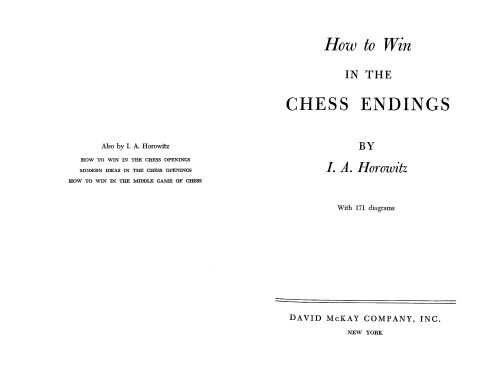 Also by I. A. Horowitz
HOW TO WIN IN THE CHESS OPENINGS
MODERN IDEAS IN THE CHESS OPENINGS
HOW TO WIN IN THE MIDDLE GAME OF CHESS
How to Win
IN THE
CHESS ENDINGS
BY
I. A. Horowitz
With 171 diagrams
DAVID McKAY COMPANY, INC.
NEW YORK